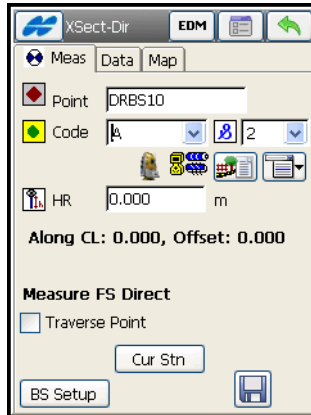 XSect-Dir EDM
Meas Data Map
Point DRBS10
Code A 2
HR 0.000 m
Along CL: 0.000, Offset: 0.000
Measure FS Direct
Traverse Point
Cur Stn
BS Setup